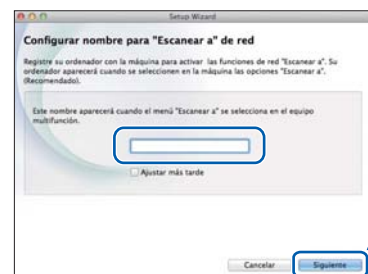 Setup Wizard
Configurar nombre para "Escanear a" de red
Registre su ordenador con la máquina para activar las funciones de red "Escanear a". Su
ordenador aparecerá cuando se seleccionen en la máquina las opciones "Escanear a".
(Recomendado).
Este nombre aparecerá cuando el menú "Escanear a" se selecciona en el equipo
multifunción.
Ajustar más tarde
Cancelar
Siguiente